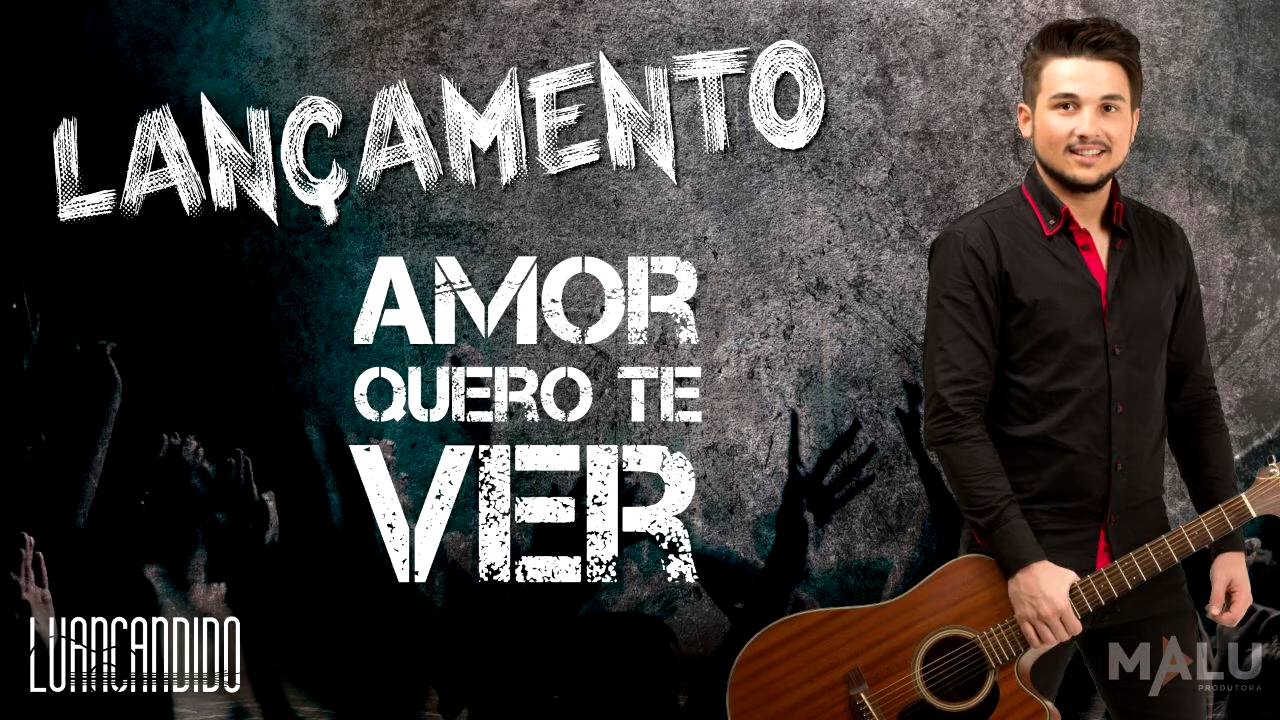 LANÇAMENTO
AMOR
QUERO TE
VER
LUANCANDIDO
MALU
PRODUTORA